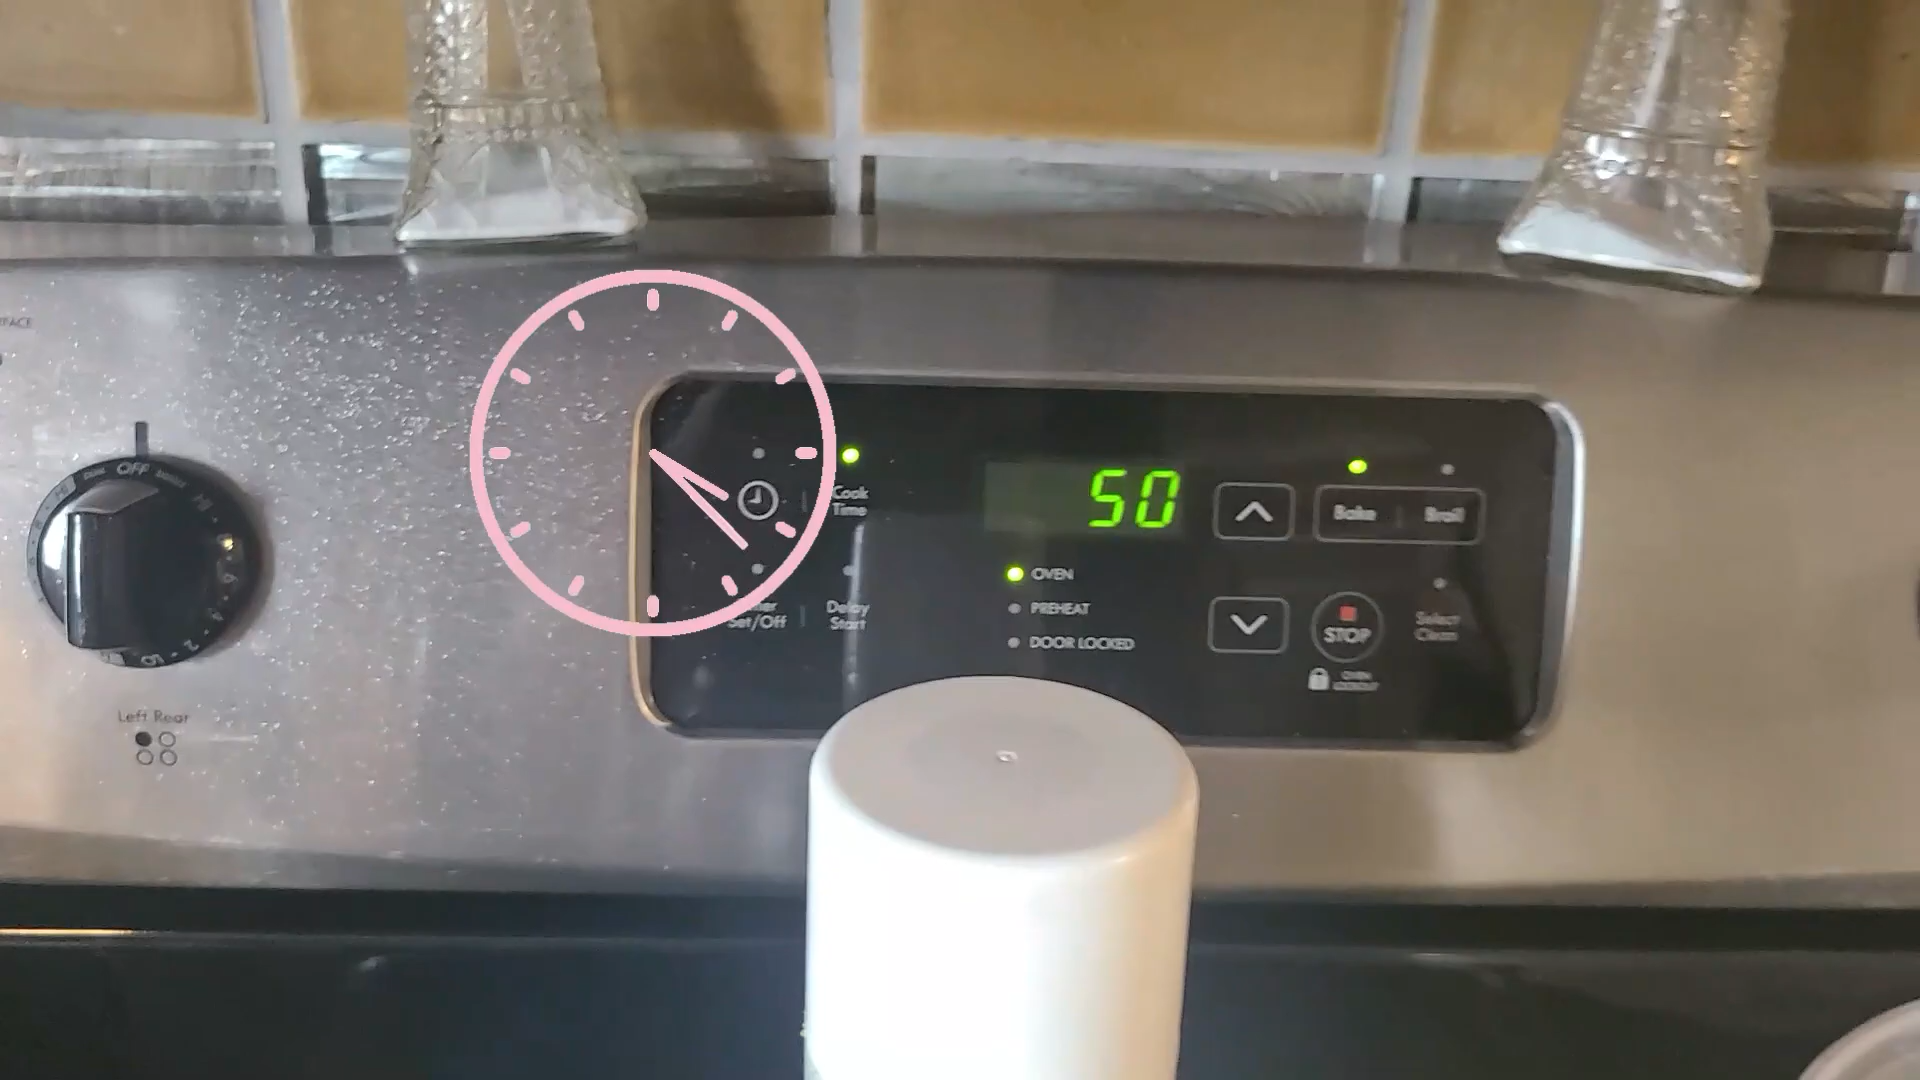 OFF
Left Rear
Cook
Time
50
Bake
Broil
OVEN
PREHEAT
DOOR LOCKED
Set/Off
Delay
Start
STOP
Select
Clean